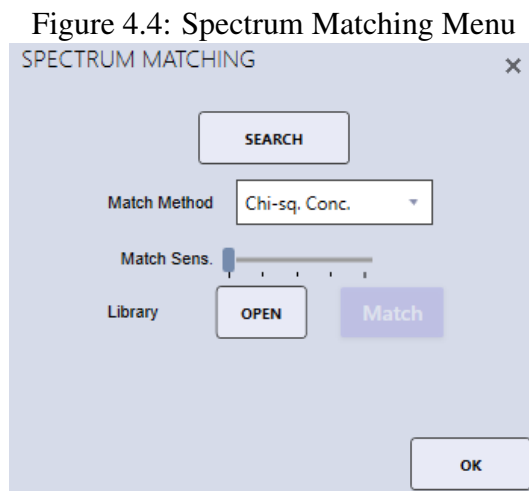 Figure 4.4: Spectrum Matching Menu
SPECTRUM MATCHING
×
SEARCH
Match Method Chi-sq. Conc.
Match Sens.
Library OPEN Match
OK